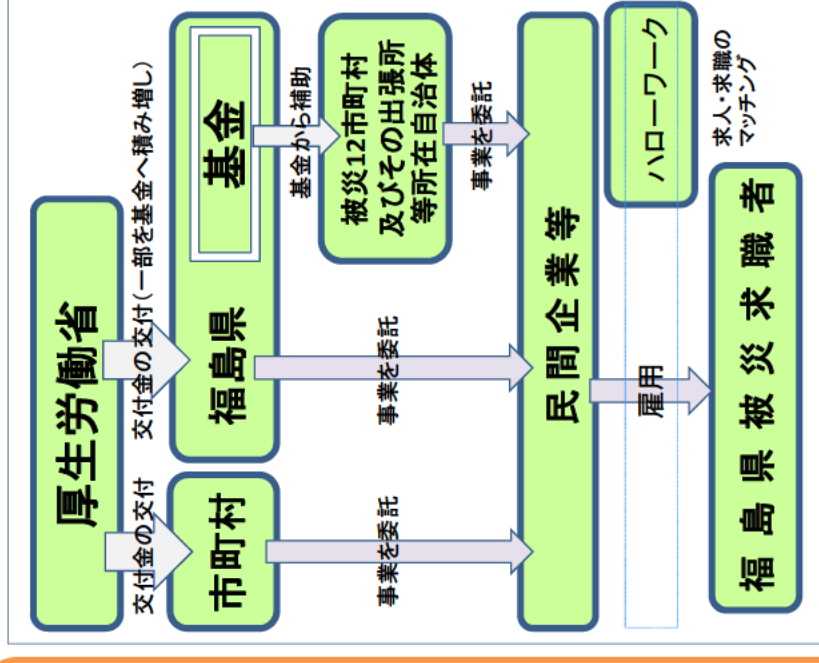 厚生労働省
交付金の交付
交付金の交付(一部を基金へ積み増し)
市町村
福島県
基金
基金から補助
被災12市町村
及びその出張所
等所在自治体
事業を委託
事業を委託
事業を委託
民間企業等
雇用
ハローワーク
求人・求職の
マッチング
福島県被災求職者